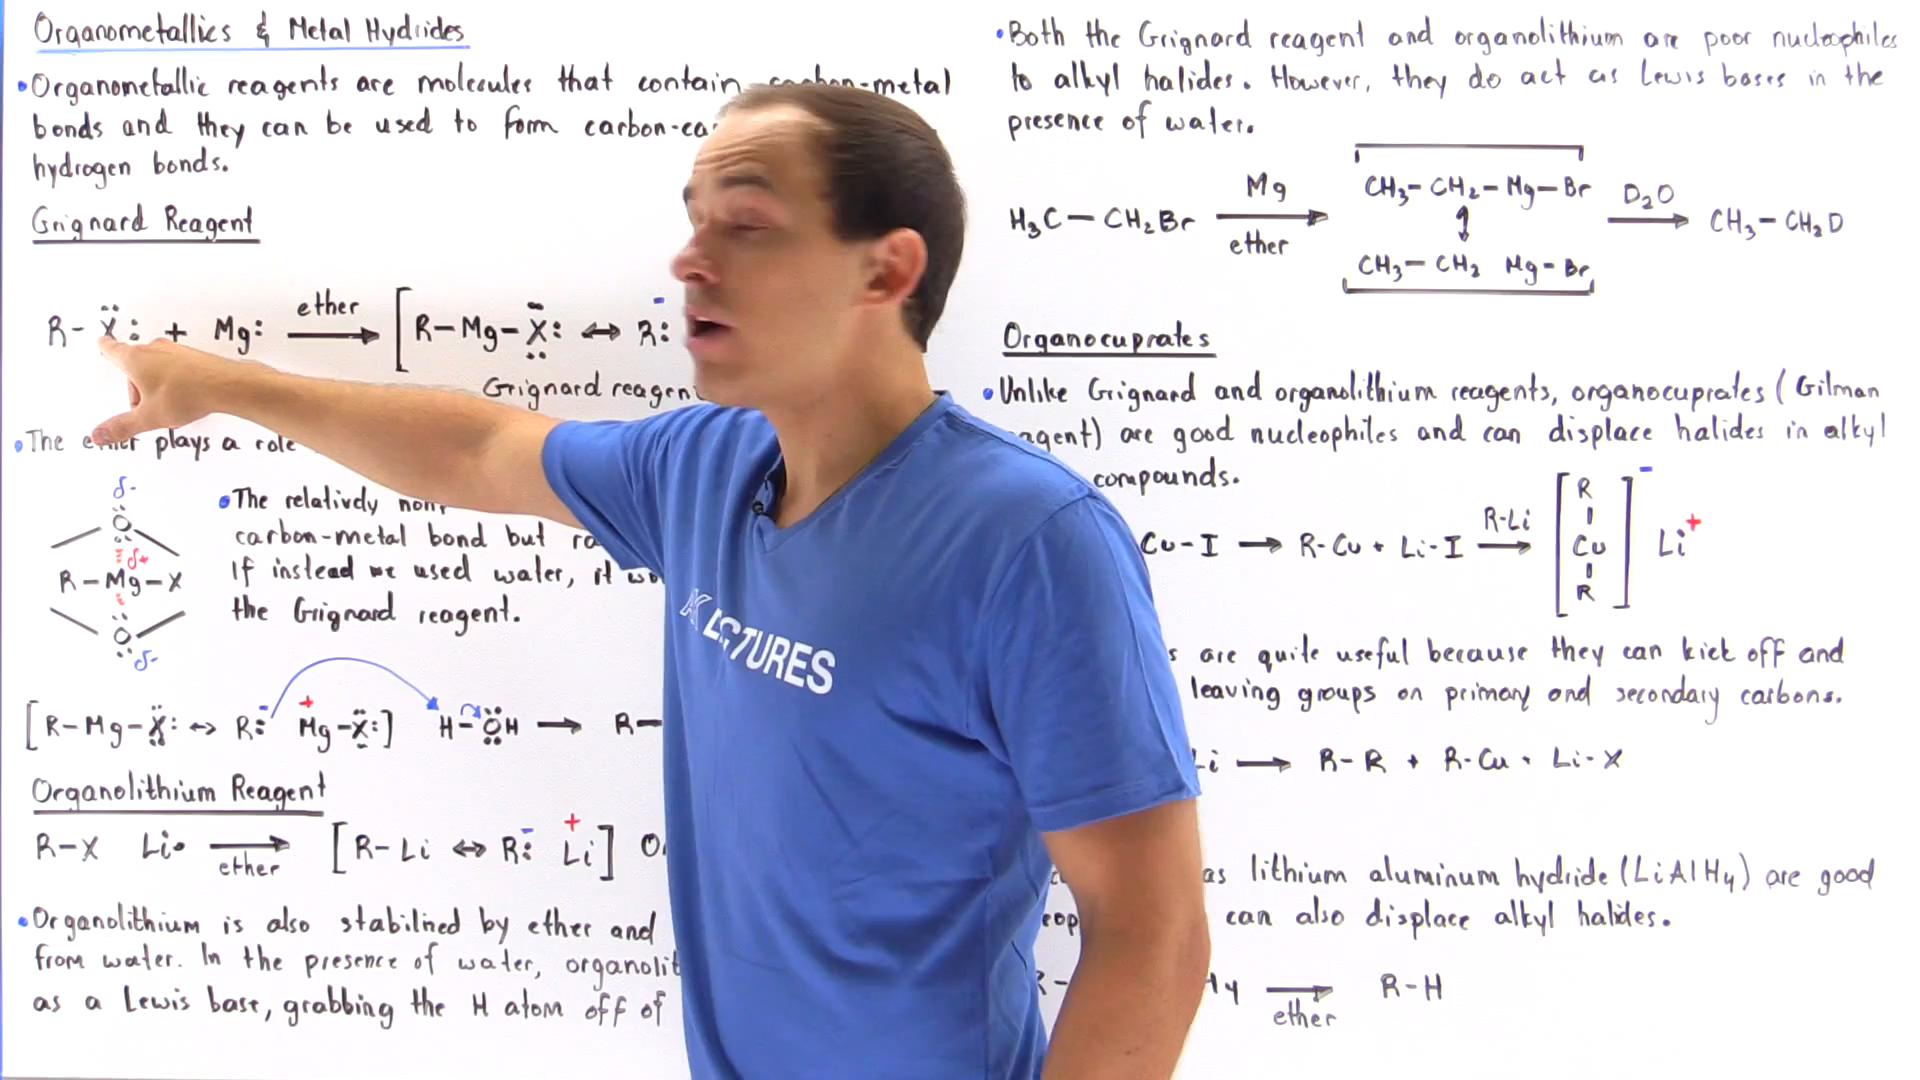 Organometallics & Metal Hydrides
•Organometallic reagents are molecules that contain carbon-metal
bonds and they can be used to form carbon-ca
hydrogen bonds.
Grignard Reagent
R-X: + Mg: ether [R-Mg-X: ↔ R:-
Grignard reagen
•The ether plays a role
δ-
O
δ+
R-Mg-X
O
δ-
•The relatively non
carbon-metal bond but ra
If instead we used water, it wo
the Grignard reagent.
[R-Mg-X: ↔ R:- +Mg-X:] H-OH → R-
Organolithium Reagent
R-X Li• ether [R-Li ↔ R:- Li+] O
•Organolithium is also stabilized by ether and
from water. In the presence of water, organolit
as a Lewis base, grabbing the H atom off of
•Both the Grignard reagent and organolithium are poor nucleophiles
to alkyl halides. However, they do act as Lewis bases in the
presence of water.
H3C-CH2Br Mg ether CH3-CH2-Mg-Br D2O CH3-CH2D
CH3-CH2 Mg-Br
Organocuprates
•Unlike Grignard and organolithium reagents, organocuprates (Gilman
agent) are good nucleophiles and can displace halides in alkyl
compounds.
Cu-I → R-Cu + Li-I R-Li [R-Cu-R]- Li+
s are quite useful because they can kick off and
leaving groups on primary and secondary carbons.
Li → R-R + R-Cu + Li-X
as lithium aluminum hydride (LiAlH4) are good
eop can also displace alkyl halides.
R- H4 ether R-H
AK LECTURES